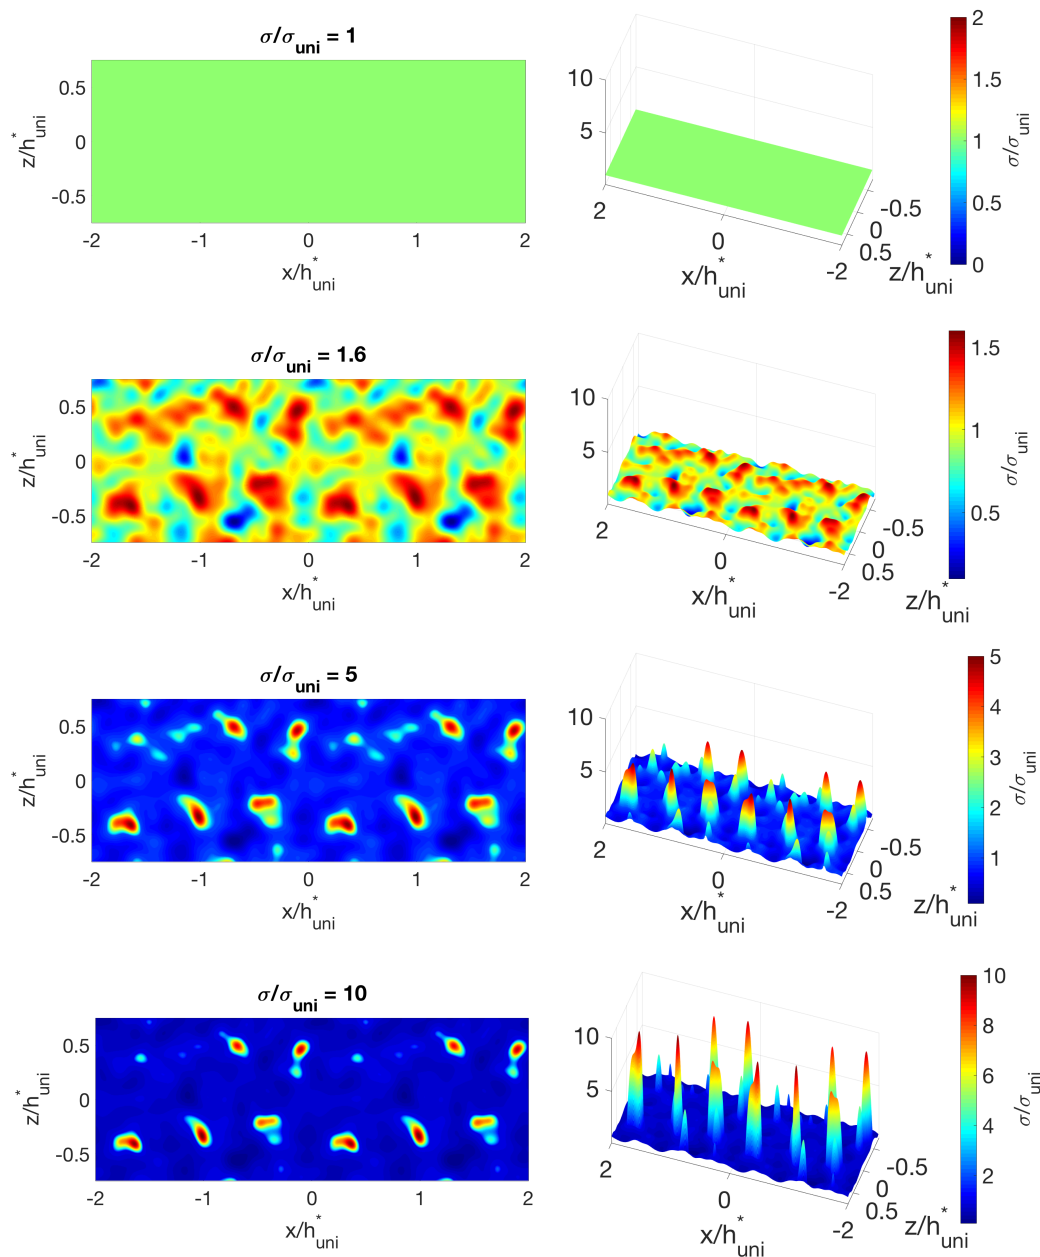 σ/σuni = 1
0.5
0
-0.5
z/h*uni
-2 -1 0 1 2
x/h*uni
10
5
2 0 -2
x/h*uni
-0.5
0
0.5
z/h*uni
2
1.5
1
0.5
0
σ/σuni
σ/σuni = 1.6
0.5
0
-0.5
z/h*uni
-2 -1 0 1 2
x/h*uni
10
5
2 0 -2
x/h*uni
-0.5
0
0.5
z/h*uni
1.5
1
0.5
σ/σuni
σ/σuni = 5
0.5
0
-0.5
z/h*uni
-2 -1 0 1 2
x/h*uni
10
5
2 0 -2
x/h*uni
-0.5
0
0.5
z/h*uni
5
4
3
2
1
σ/σuni
σ/σuni = 10
0.5
0
-0.5
z/h*uni
-2 -1 0 1 2
x/h*uni
10
5
2 0 -2
x/h*uni
-0.5
0
0.5
z/h*uni
10
8
6
4
2
σ/σuni